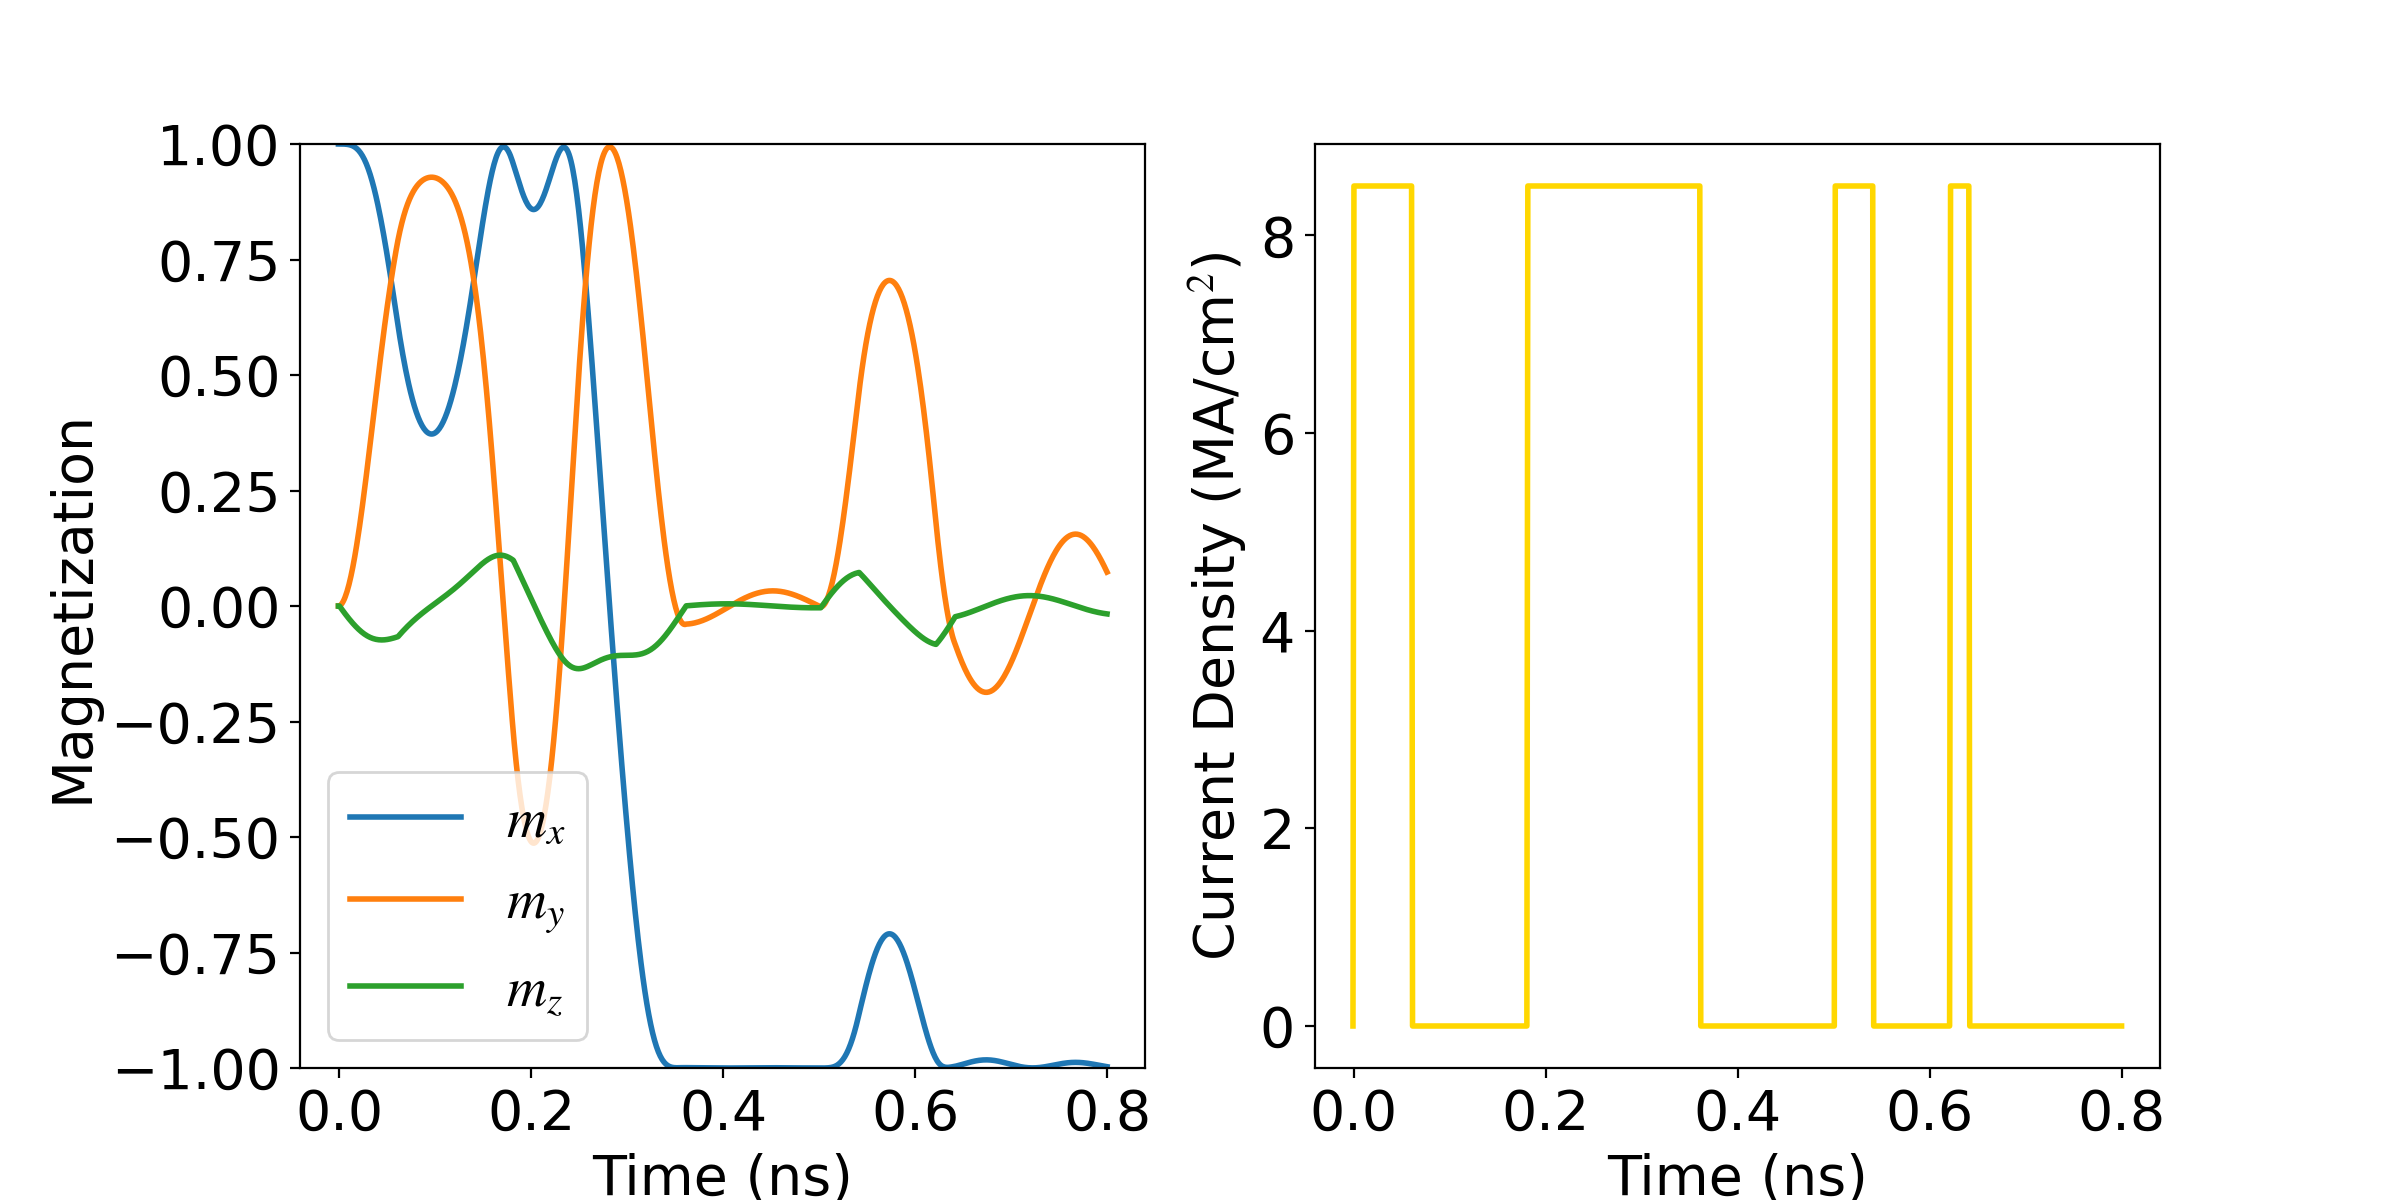 Magnetization
1.00
0.75
0.50
0.25
0.00
−0.25
−0.50
−0.75
−1.00
m_x
m_y
m_z
0.0 0.2 0.4 0.6 0.8
Time (ns)
Current Density (MA/cm²)
8
6
4
2
0
0.0 0.2 0.4 0.6 0.8
Time (ns)